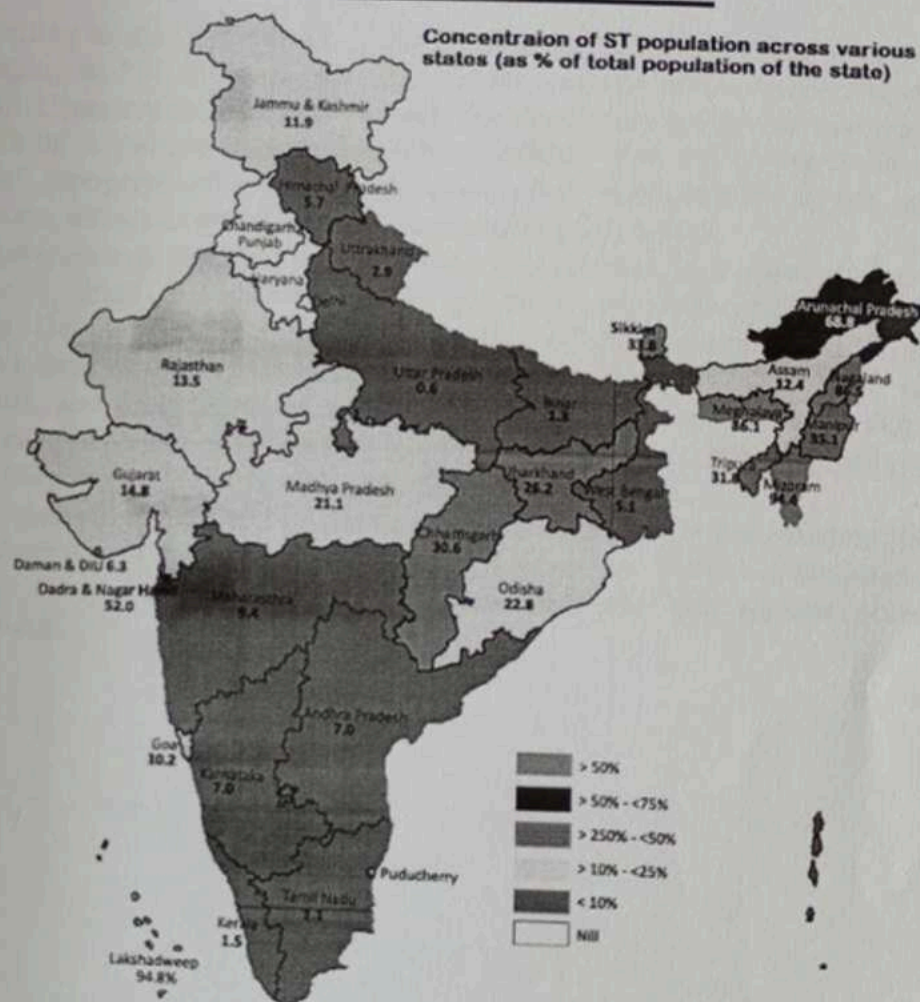 Concentraion of ST population across various
states (as % of total population of the state)
Jammu & Kashmir
11.9
Himachal Pradesh
5.7
Chandigarh
Punjab
Uttrakhand
2.9
Haryana
Delhi
Rajasthan
13.5
Uttar Pradesh
0.6
Bihar
1.3
Sikkim
33.8
Arunachal Pradesh
68.8
Assam
12.4
Nagaland
86.5
Meghalaya
86.1
Manipur
35.1
Tripura
Mizoram
94.4
Gujarat
14.8
Madhya Pradesh
21.1
26.2
West Bengal
5.1
30.6
Daman & DIU 6.3
Dadra & Nagar
52.0
9.4
Odisha
22.8
Andhra Pradesh
7.0
Goa
10.2
Karnataka
7.0
Puducherry
Tamil Nadu
1.1
Kerala
1.5
Lakshadweep
94.8%
> 50%
> 50% - <75%
> 250% - <50%
> 10% - <25%
< 10%
Nill